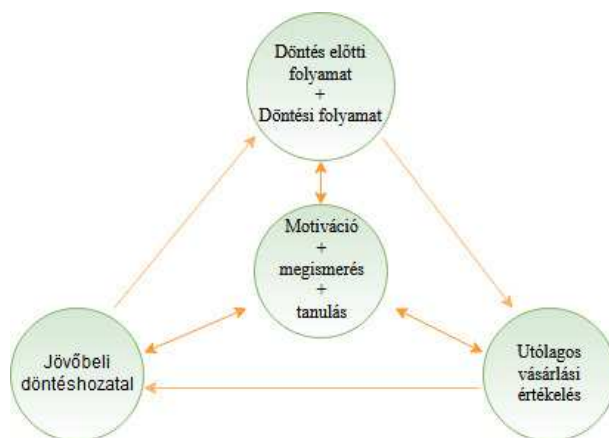 Döntés előtti
folyamat
+
Döntési folyamat
Motiváció
+
megismerés
+
tanulás
Jövőbeli
döntéshozatal
Utólagos
vásárlási
értékelés